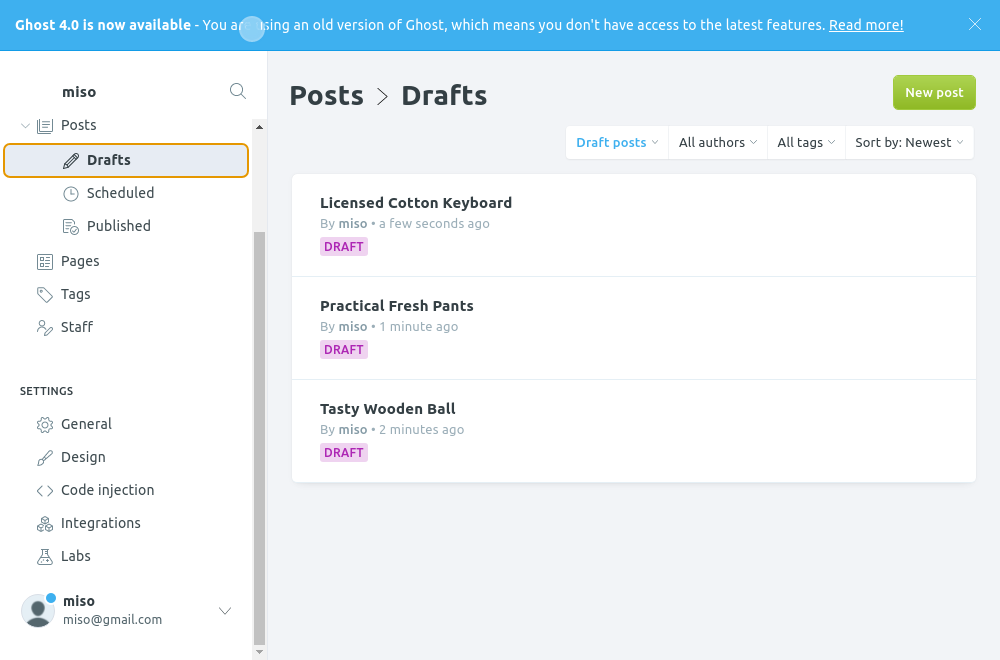 Ghost 4.0 is now available - You are using an old version of Ghost, which means you don't have access to the latest features. Read more!
miso
Posts
Drafts
Scheduled
Published
Pages
Tags
Staff
SETTINGS
General
Design
Code injection
Integrations
Labs
miso
miso@gmail.com
Posts > Drafts
New post
Draft posts All authors All tags Sort by: Newest
Licensed Cotton Keyboard
By miso • a few seconds ago
DRAFT
Practical Fresh Pants
By miso • 1 minute ago
DRAFT
Tasty Wooden Ball
By miso • 2 minutes ago
DRAFT